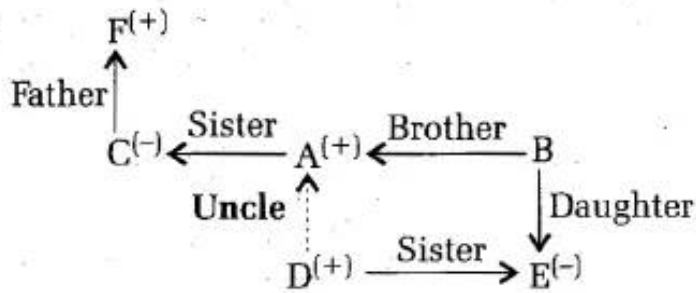 F(+)
Father
Sister
Brother
C(-)
A(+)
B
Uncle
Daughter
D(+)
Sister
E(-)